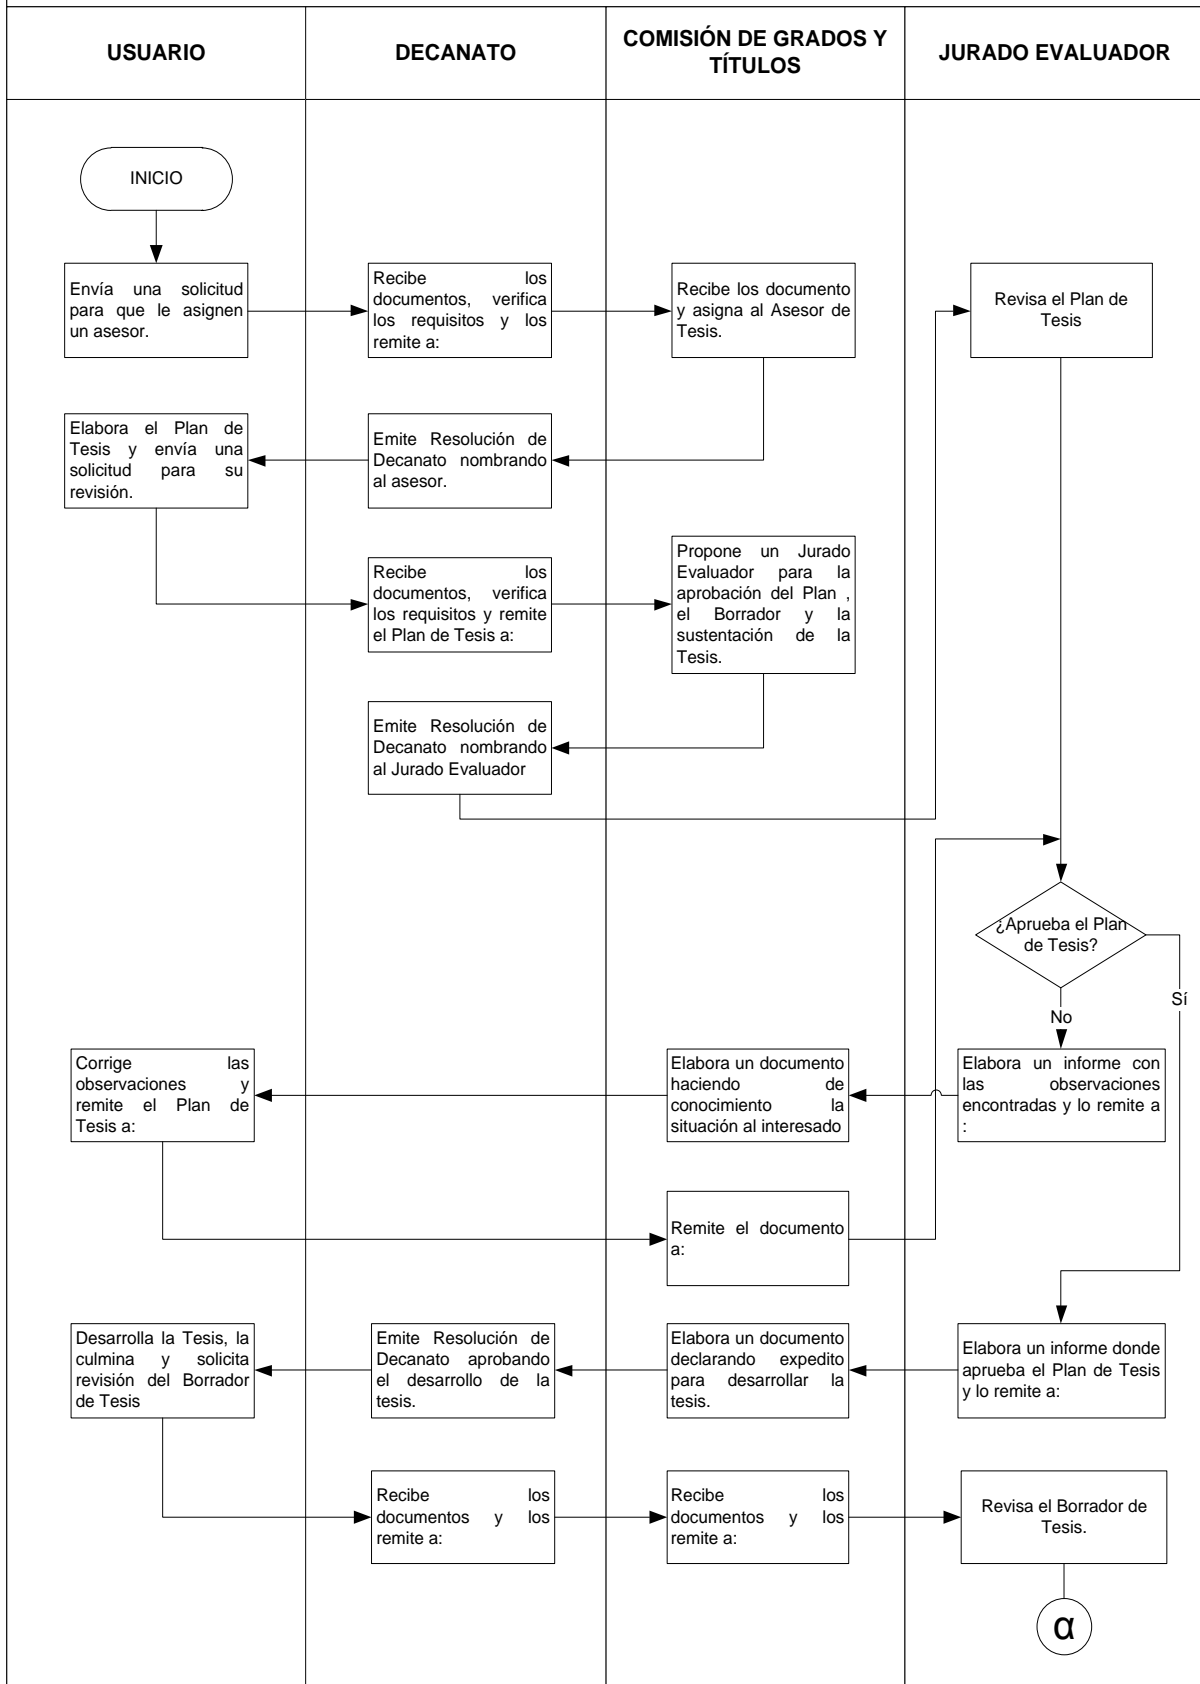 USUARIO
DECANATO
COMISIÓN DE GRADOS Y
TÍTULOS
JURADO EVALUADOR
INICIO
Envía una solicitud
para que le asignen
un asesor.
Recibe los
documentos, verifica
los requisitos y los
remite a:
Recibe los documento
y asigna al Asesor de
Tesis.
Revisa el Plan de
Tesis
Elabora el Plan de
Tesis y envía una
solicitud para su
revisión.
Emite Resolución de
Decanato nombrando
al asesor.
Recibe los
documentos, verifica
los requisitos y remite
el Plan de Tesis a:
Propone un Jurado
Evaluador para la
aprobación del Plan ,
el Borrador y la
sustentación de la
Tesis.
Emite Resolución de
Decanato nombrando
al Jurado Evaluador
¿Aprueba el Plan
de Tesis?
Sí
No
Corrige las
observaciones y
remite el Plan de
Tesis a:
Elabora un documento
haciendo de
conocimiento la
situación al interesado
Elabora un informe con
las observaciones
encontradas y lo remite a
:
Remite el documento
a:
Desarrolla la Tesis, la
culmina y solicita
revisión del Borrador
de Tesis
Emite Resolución de
Decanato aprobando
el desarrollo de la
tesis.
Elabora un documento
declarando expedito
para desarrollar la
tesis.
Elabora un informe donde
aprueba el Plan de Tesis
y lo remite a:
Recibe los
documentos y los
remite a:
Recibe los
documentos y los
remite a:
Revisa el Borrador de
Tesis.
α